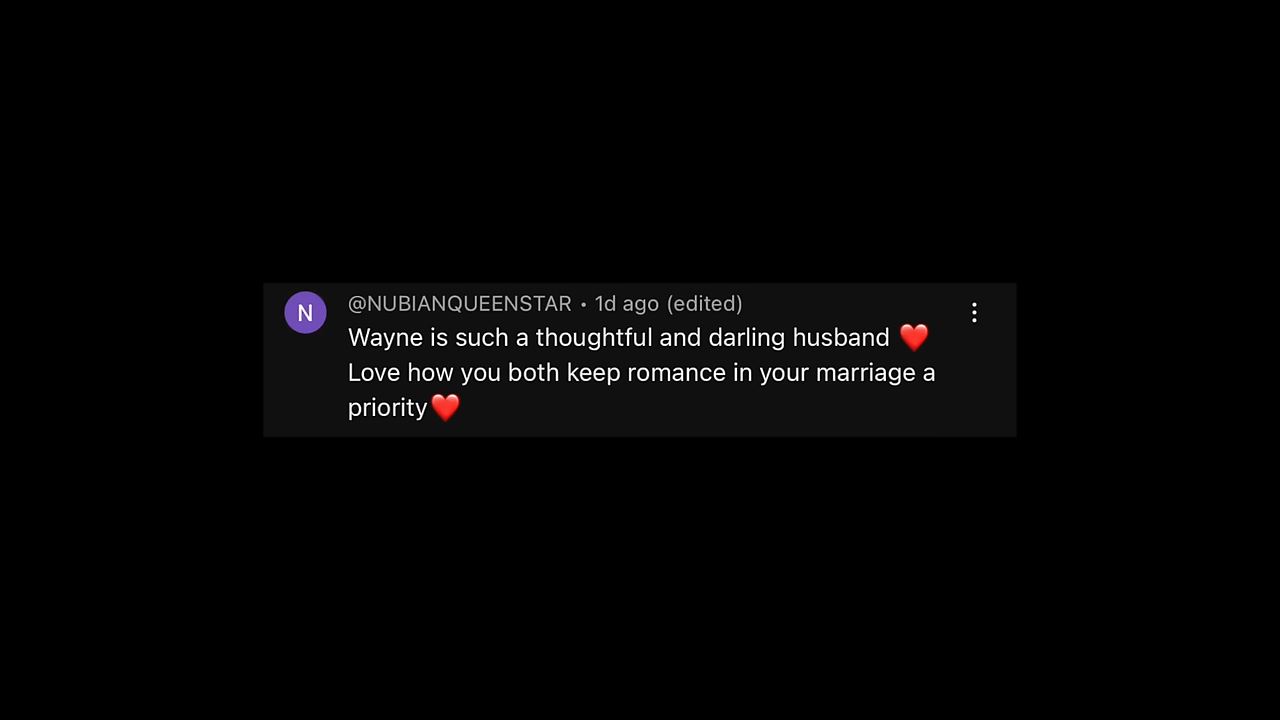 N
@NUBIANQUEENSTAR • 1d ago (edited)
Wayne is such a thoughtful and darling husband ❤️
Love how you both keep romance in your marriage a
priority❤️